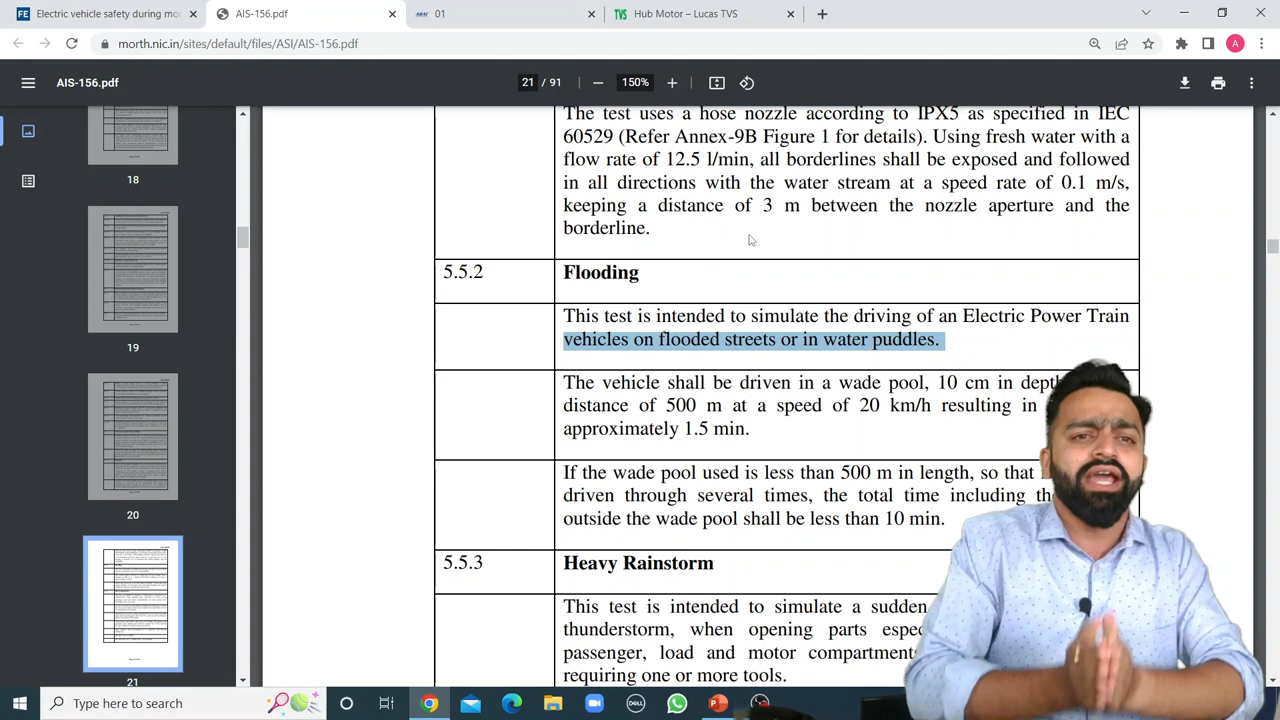 Electric vehicle safety during mo
AIS-156.pdf
01
Hub Motor – Lucas TVS
morth.nic.in/sites/default/files/ASI/AIS-156.pdf
A
AIS-156.pdf
21 / 91
150%
18
19
20
21
The test uses a hose nozzle according to IPX5 as specified in IEC
60529 (Refer Annex-9B Figure 1 for details). Using fresh water with a
flow rate of 12.5 l/min, all borderlines shall be exposed and followed
in all directions with the water stream at a speed rate of 0.1 m/s,
keeping a distance of 3 m between the nozzle aperture and the
borderline.
5.5.2 Flooding
This test is intended to simulate the driving of an Electric Power Train
vehicles on flooded streets or in water puddles.
The vehicle shall be driven in a wade pool, 10 cm in dept
distance of 500 m at a speed of 20 km/h resulting in
approximately 1.5 min.
If the wade pool used is less than 500 m in length, so that
driven through several times, the total time including th
outside the wade pool shall be less than 10 min.
5.5.3 Heavy Rainstorm
This test is intended to simulate a sudden
thunderstorm, when opening parts espe
passenger, load and motor compartments
requiring one or more tools.
Type here to search